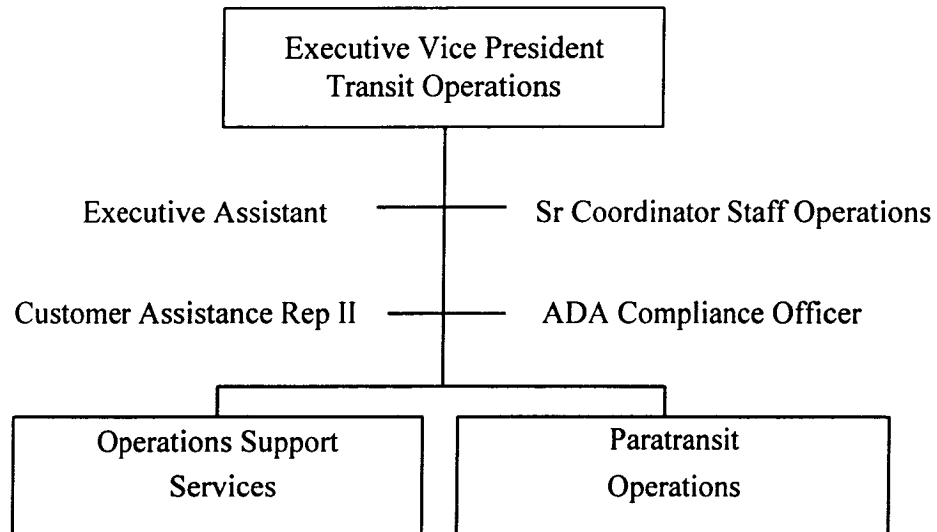 Executive Vice President
Transit Operations
Executive Assistant
Sr Coordinator Staff Operations
Customer Assistance Rep II
ADA Compliance Officer
Operations Support
Services
Paratransit
Operations